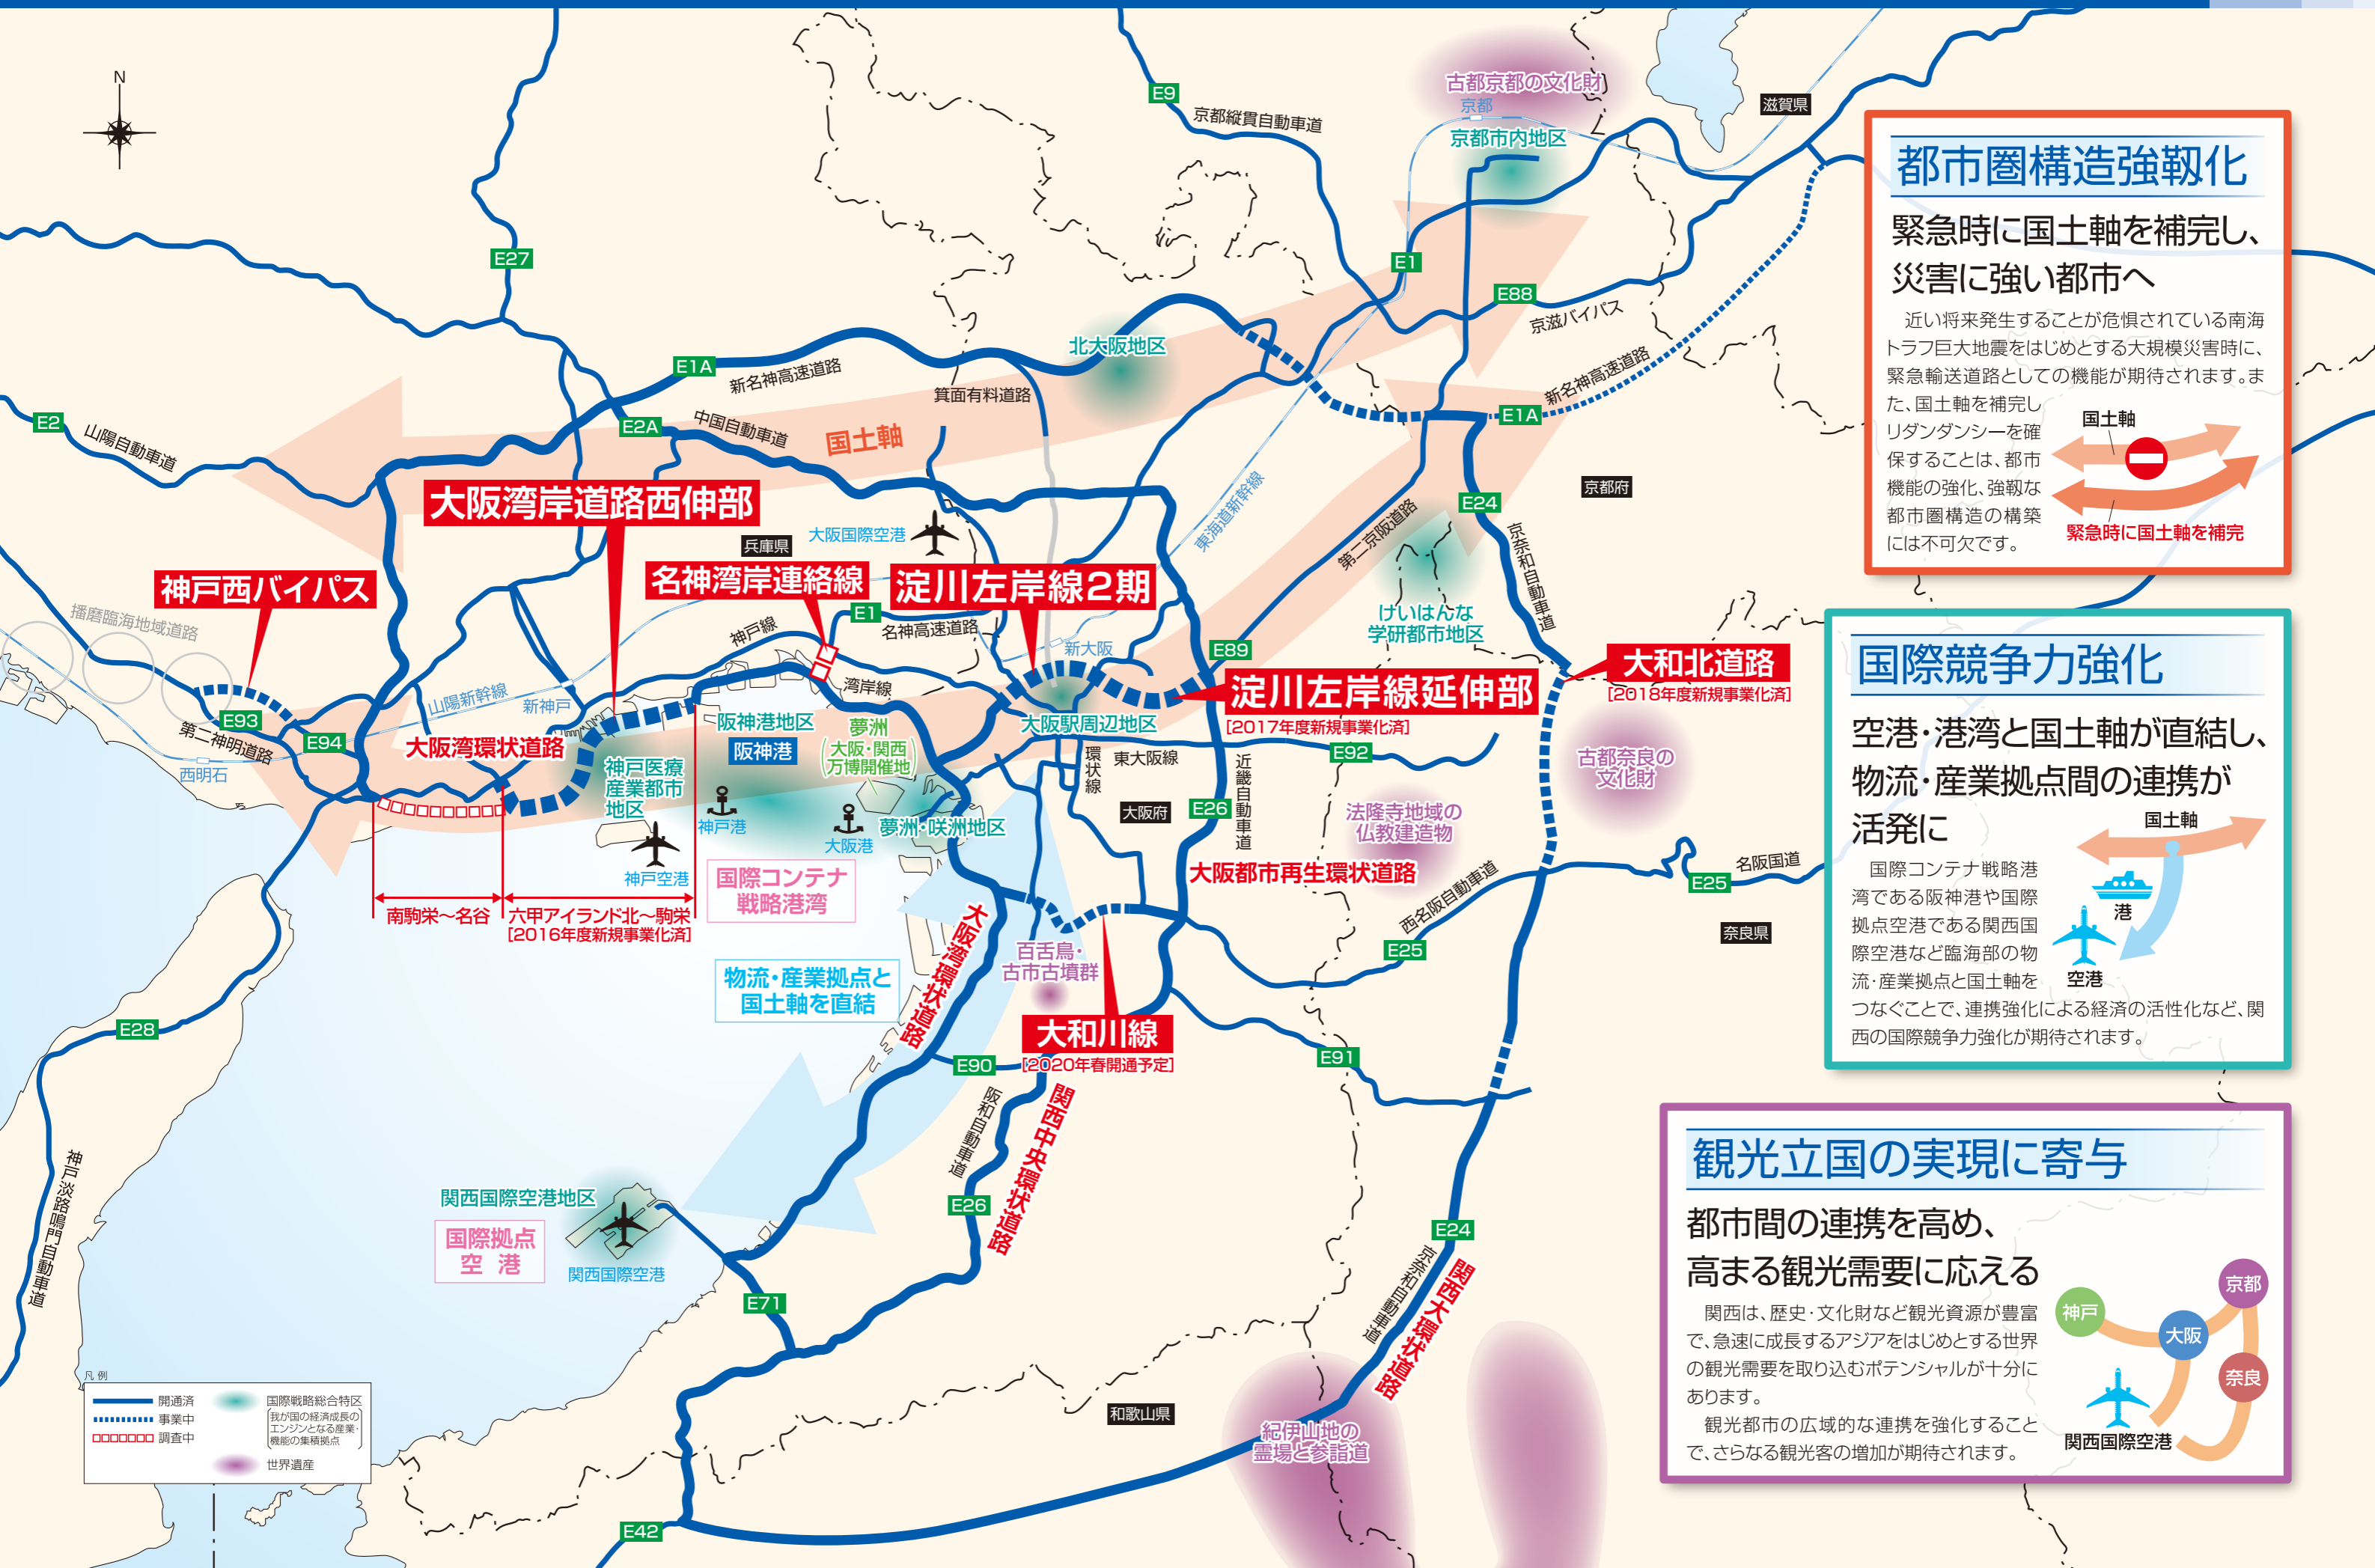 N
E9
京都縦貫自動車道
古都京都の文化財
京都
京都市内地区
滋賀県
E27
E1
E88
京滋バイパス
北大阪地区
E1A
新名神高速道路
箕面有料道路
新名神高速道路
E1A
E2
山陽自動車道
E2A
中国自動車道
国土軸
大阪湾岸道路西伸部
兵庫県
大阪国際空港
東海道新幹線
第二京阪道路
E24
京都府
京奈和自動車道
神戸西バイパス
播磨臨海地域道路
名神湾岸連絡線
淀川左岸線2期
E1
名神高速道路
神戸線
新大阪
けいはんな
学研都市地区
E89
大和北道路
[2018年度新規事業化済]
淀川左岸線延伸部
[2017年度新規事業化済]
湾岸線
山陽新幹線
新神戸
E93
第二神明道路
E94
西明石
大阪湾環状道路
阪神港地区
阪神港
夢洲
(大阪・関西
万博開催地)
大阪駅周辺地区
環状線
東大阪線
近畿自動車道
E92
古都奈良の
文化財
神戸医療
産業都市
地区
神戸港
大阪港
夢洲・咲洲地区
大阪府
E26
法隆寺地域の
仏教建造物
神戸空港
国際コンテナ
戦略港湾
大阪都市再生環状道路
西名阪自動車道
名阪国道
E25
南駒栄〜名谷
六甲アイランド北〜駒栄
[2016年度新規事業化済]
大阪湾環状道路
E25
奈良県
百舌鳥・
古市古墳群
物流・産業拠点と
国土軸を直結
大和川線
[2020年春開通予定]
E28
E90
E91
阪和自動車道
関西中央環状道路
神戸淡路鳴門自動車道
関西国際空港地区
国際拠点
空 港
関西国際空港
E26
E24
京奈和自動車道
関西大環状道路
E71
和歌山県
紀伊山地の
霊場と参詣道
E42
凡 例
開通済
事業中
調査中
国際戦略総合特区
[我が国の経済成長の
エンジンとなる産業・
機能の集積拠点]
世界遺産
都市圏構造強靱化
緊急時に国土軸を補完し、
災害に強い都市へ
近い将来発生することが危惧されている南海
トラフ巨大地震をはじめとする大規模災害時に、
緊急輸送道路としての機能が期待されます。ま
た、国土軸を補完し
リダンダンシーを確
保することは、都市
機能の強化、強靱な
都市圏構造の構築
には不可欠です。
国土軸
緊急時に国土軸を補完
国際競争力強化
空港・港湾と国土軸が直結し、
物流・産業拠点間の連携が
活発に
国際コンテナ戦略港
湾である阪神港や国際
拠点空港である関西国
際空港など臨海部の物
流・産業拠点と国土軸を
つなぐことで、連携強化による経済の活性化など、関
西の国際競争力強化が期待されます。
国土軸
港
空港
観光立国の実現に寄与
都市間の連携を高め、
高まる観光需要に応える
関西は、歴史・文化財など観光資源が豊富
で、急速に成長するアジアをはじめとする世界
の観光需要を取り込むポテンシャルが十分に
あります。
観光都市の広域的な連携を強化すること
で、さらなる観光客の増加が期待されます。
神戸
京都
大阪
奈良
関西国際空港